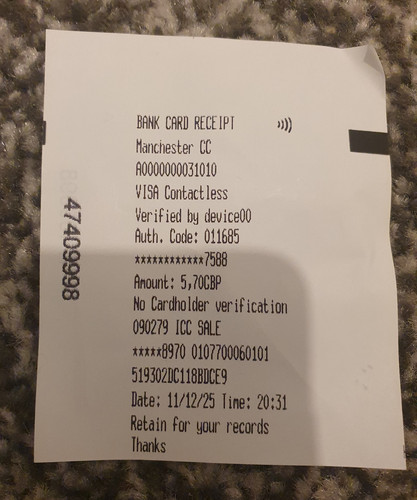 BANK CARD RECEIPT
Manchester CC
A0000000031010
VISA Contactless
Verified by device00
Auth. Code: 011685
************7588
Amount: 5,70GBP
No Cardholder verification
090279 ICC SALE
*****8970 0107700060101
519302DC118BDCE9
Date: 11/12/25 Time: 20:31
Retain for your records
Thanks
47409998